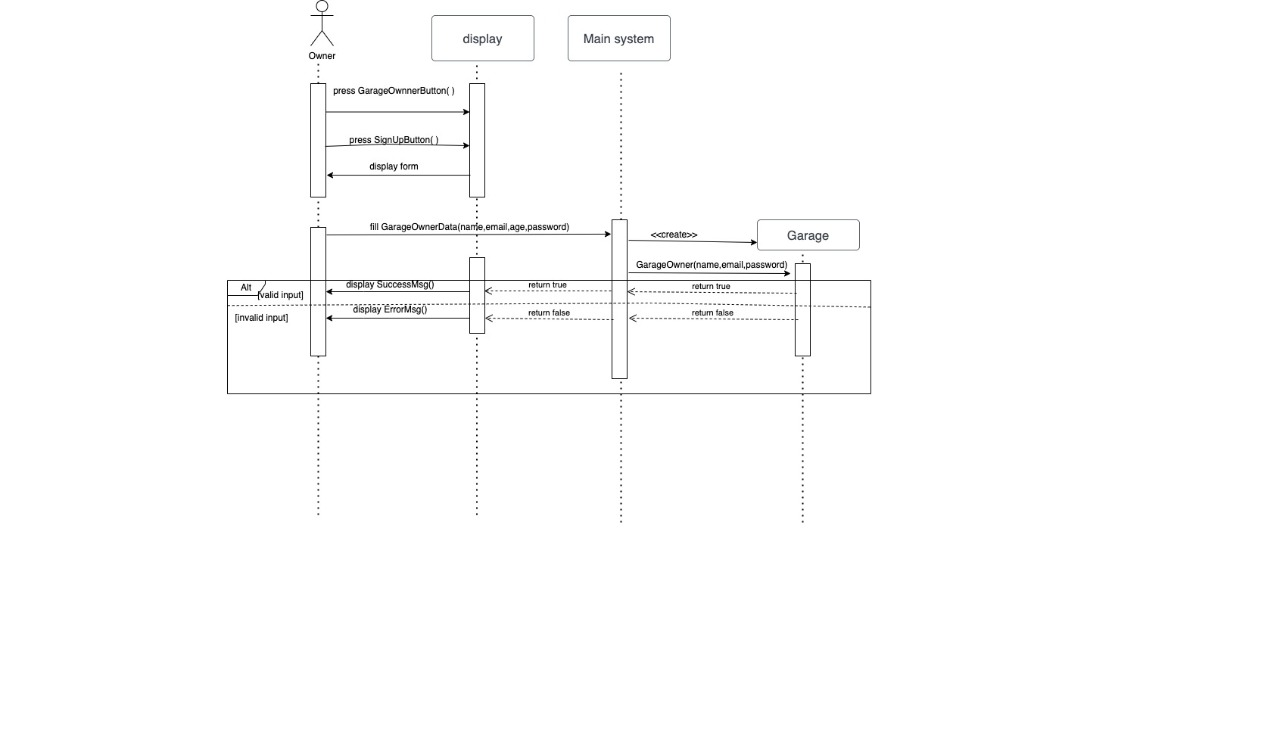 Owner
display
Main system
press GarageOwnnerButton( )
press SignUpButton( )
display form
fill GarageOwnerData(name,email,age,password)
<<create>>
Garage
GarageOwner(name,email,password)
Alt
[valid input]
display SuccessMsg()
return true
return true
[invalid input]
display ErrorMsg()
return false
return false